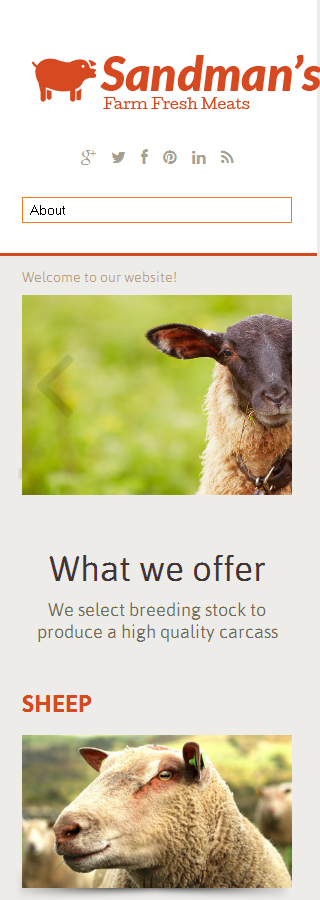 Sandman's
Farm Fresh Meats
About
Welcome to our website!
What we offer
We select breeding stock to
produce a high quality carcass
SHEEP